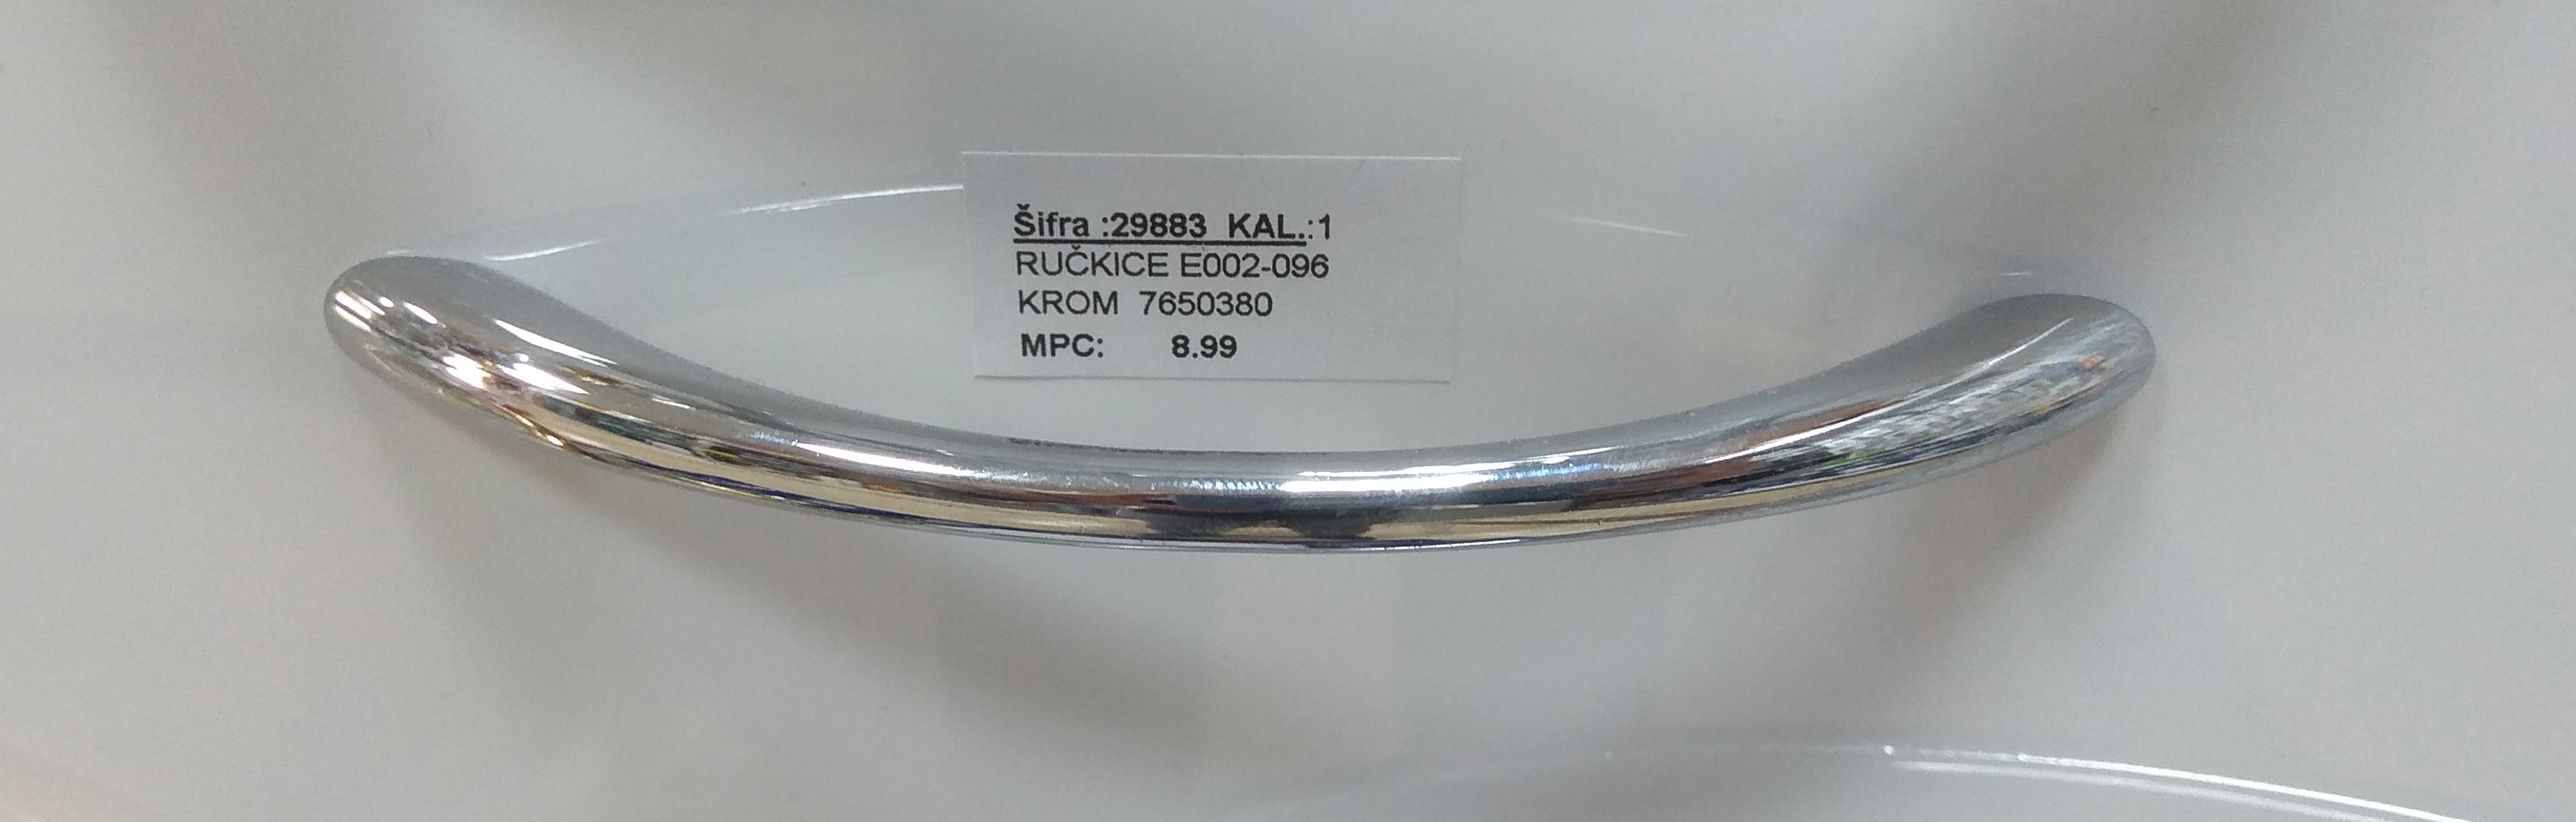 Šifra :29883  KAL.:1
RUČKICE E002-096
KROM  7650380
MPC:  8.99